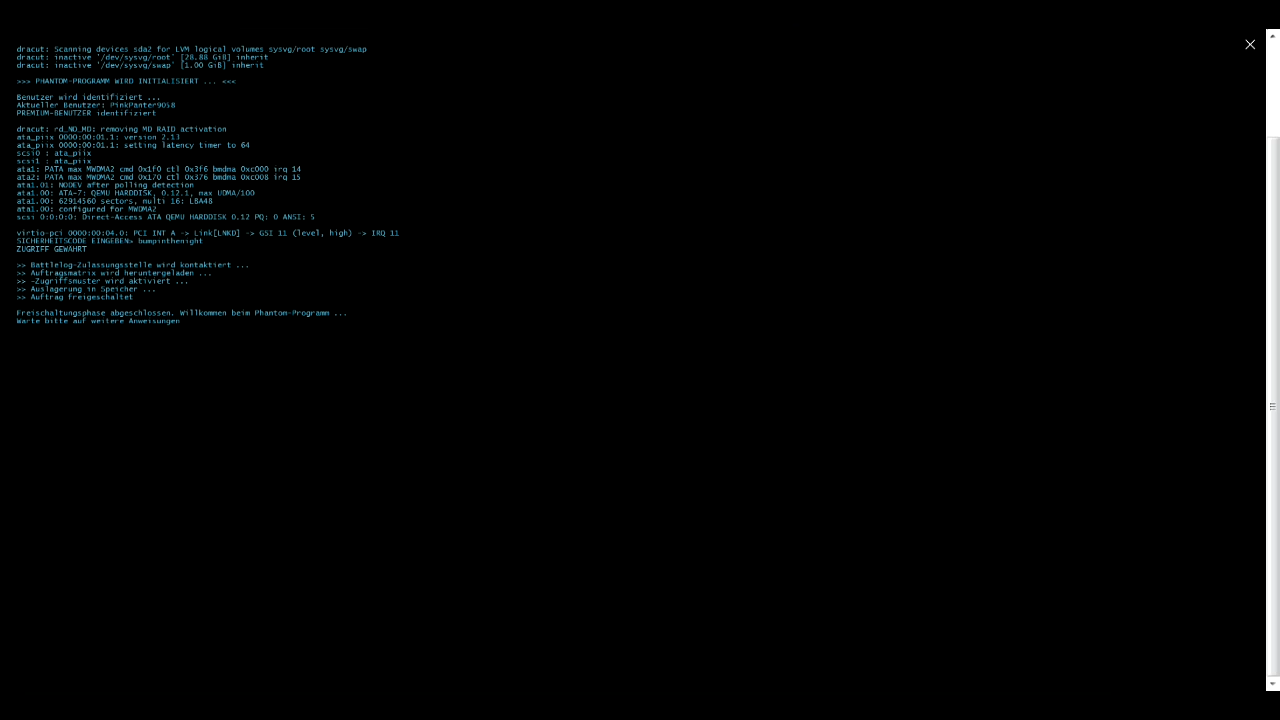 dracut: Scanning devices sda2 for LVM logical volumes sysvg/root sysvg/swap
dracut: inactive '/dev/sysvg/root' [28.88 GiB] inherit
dracut: inactive '/dev/sysvg/swap' [1.00 GiB] inherit
>>> PHANTOM-PROGRAMM WIRD INITIALISIERT ... <<<
Benutzer wird identifiziert ...
Aktueller Benutzer: PinkPanter9058
PREMIUM-BENUTZER identifiziert
dracut: rd_NO_MD: removing MD RAID activation
ata_piix 0000:00:01.1: version 2.13
ata_piix 0000:00:01.1: setting latency timer to 64
scsi0 : ata_piix
scsi1 : ata_piix
ata1: PATA max MWDMA2 cmd 0x1f0 ctl 0x3f6 bmdma 0xc000 irq 14
ata2: PATA max MWDMA2 cmd 0x170 ctl 0x376 bmdma 0xc008 irq 15
ata1.01: NODEV after polling detection
ata1.00: ATA-7: QEMU HARDDISK, 0.12.1, max UDMA/100
ata1.00: 62914560 sectors, multi 16: LBA48
ata1.00: configured for MWDMA2
scsi 0:0:0:0: Direct-Access ATA QEMU HARDDISK 0.12 PQ: 0 ANSI: 5
virtio-pci 0000:00:04.0: PCI INT A -> Link[LNKD] -> GSI 11 (level, high) -> IRQ 11
SICHERHEITSCODE EINGEBEN> bumpinthenight
ZUGRIFF GEWÄHRT
>> Battlelog-Zulassungsstelle wird kontaktiert ...
>> Auftragsmatrix wird heruntergeladen ...
>> -Zugriffsmuster wird aktiviert ...
>> Auslagerung in Speicher ...
>> Auftrag freigeschaltet
Freischaltungsphase abgeschlossen. Willkommen beim Phantom-Programm ...
Warte bitte auf weitere Anweisungen